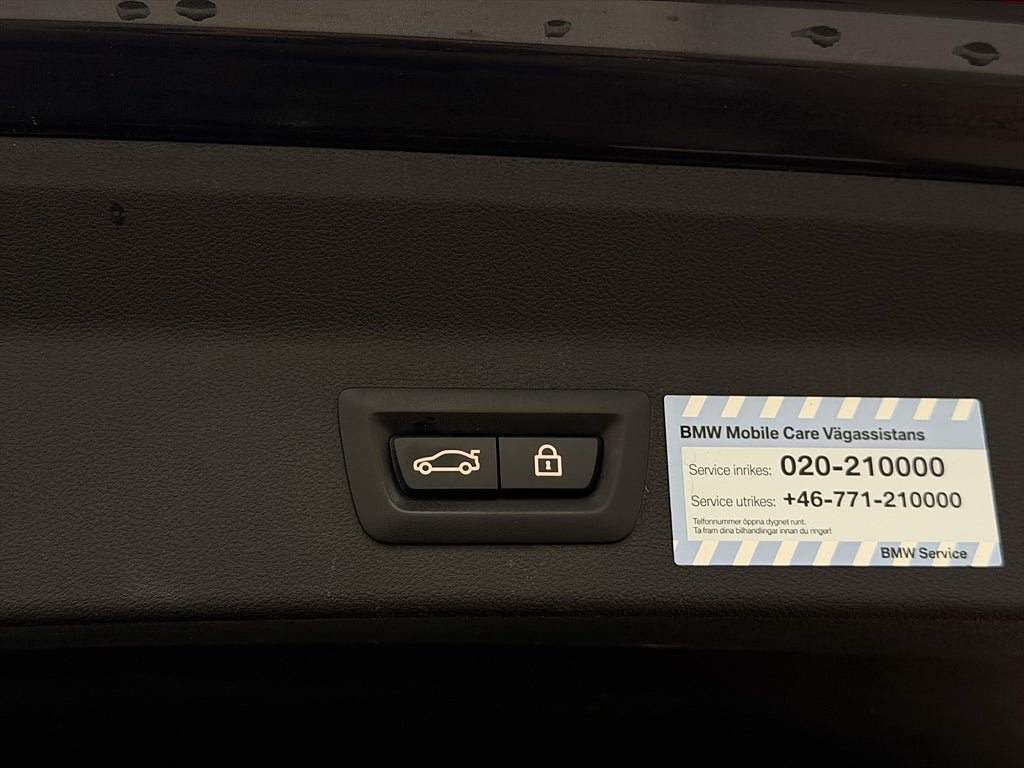 BMW Mobile Care Vägassistans
Service inrikes: 020-210000
Service utrikes: +46-771-210000
Telfonnummer öppna dygnet runt.
Ta fram dina bilhandlingar innan du ringer!
BMW Service